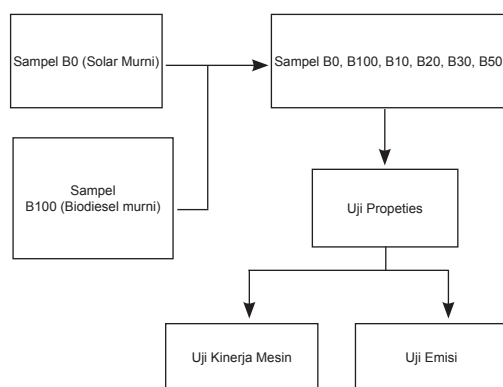 Sampel B0 (Solar Murni)
Sampel B0, B100, B10, B20, B30, B50
Sampel
B100 (Biodiesel murni)
Uji Propeties
Uji Kinerja Mesin
Uji Emisi